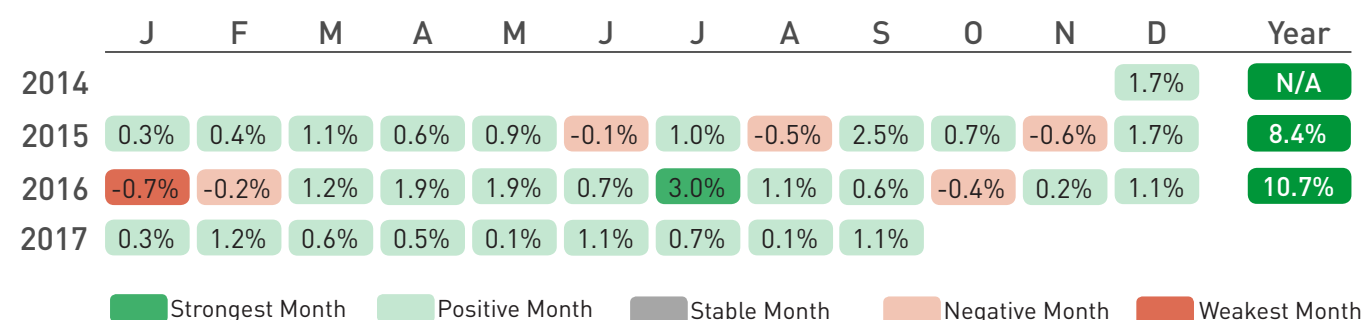 J F M A M J J A S O N D Year
2014 1.7% N/A
2015 0.3% 0.4% 1.1% 0.6% 0.9% -0.1% 1.0% -0.5% 2.5% 0.7% -0.6% 1.7% 8.4%
2016 -0.7% -0.2% 1.2% 1.9% 1.9% 0.7% 3.0% 1.1% 0.6% -0.4% 0.2% 1.1% 10.7%
2017 0.3% 1.2% 0.6% 0.5% 0.1% 1.1% 0.7% 0.1% 1.1%
Strongest Month Positive Month Stable Month Negative Month Weakest Month